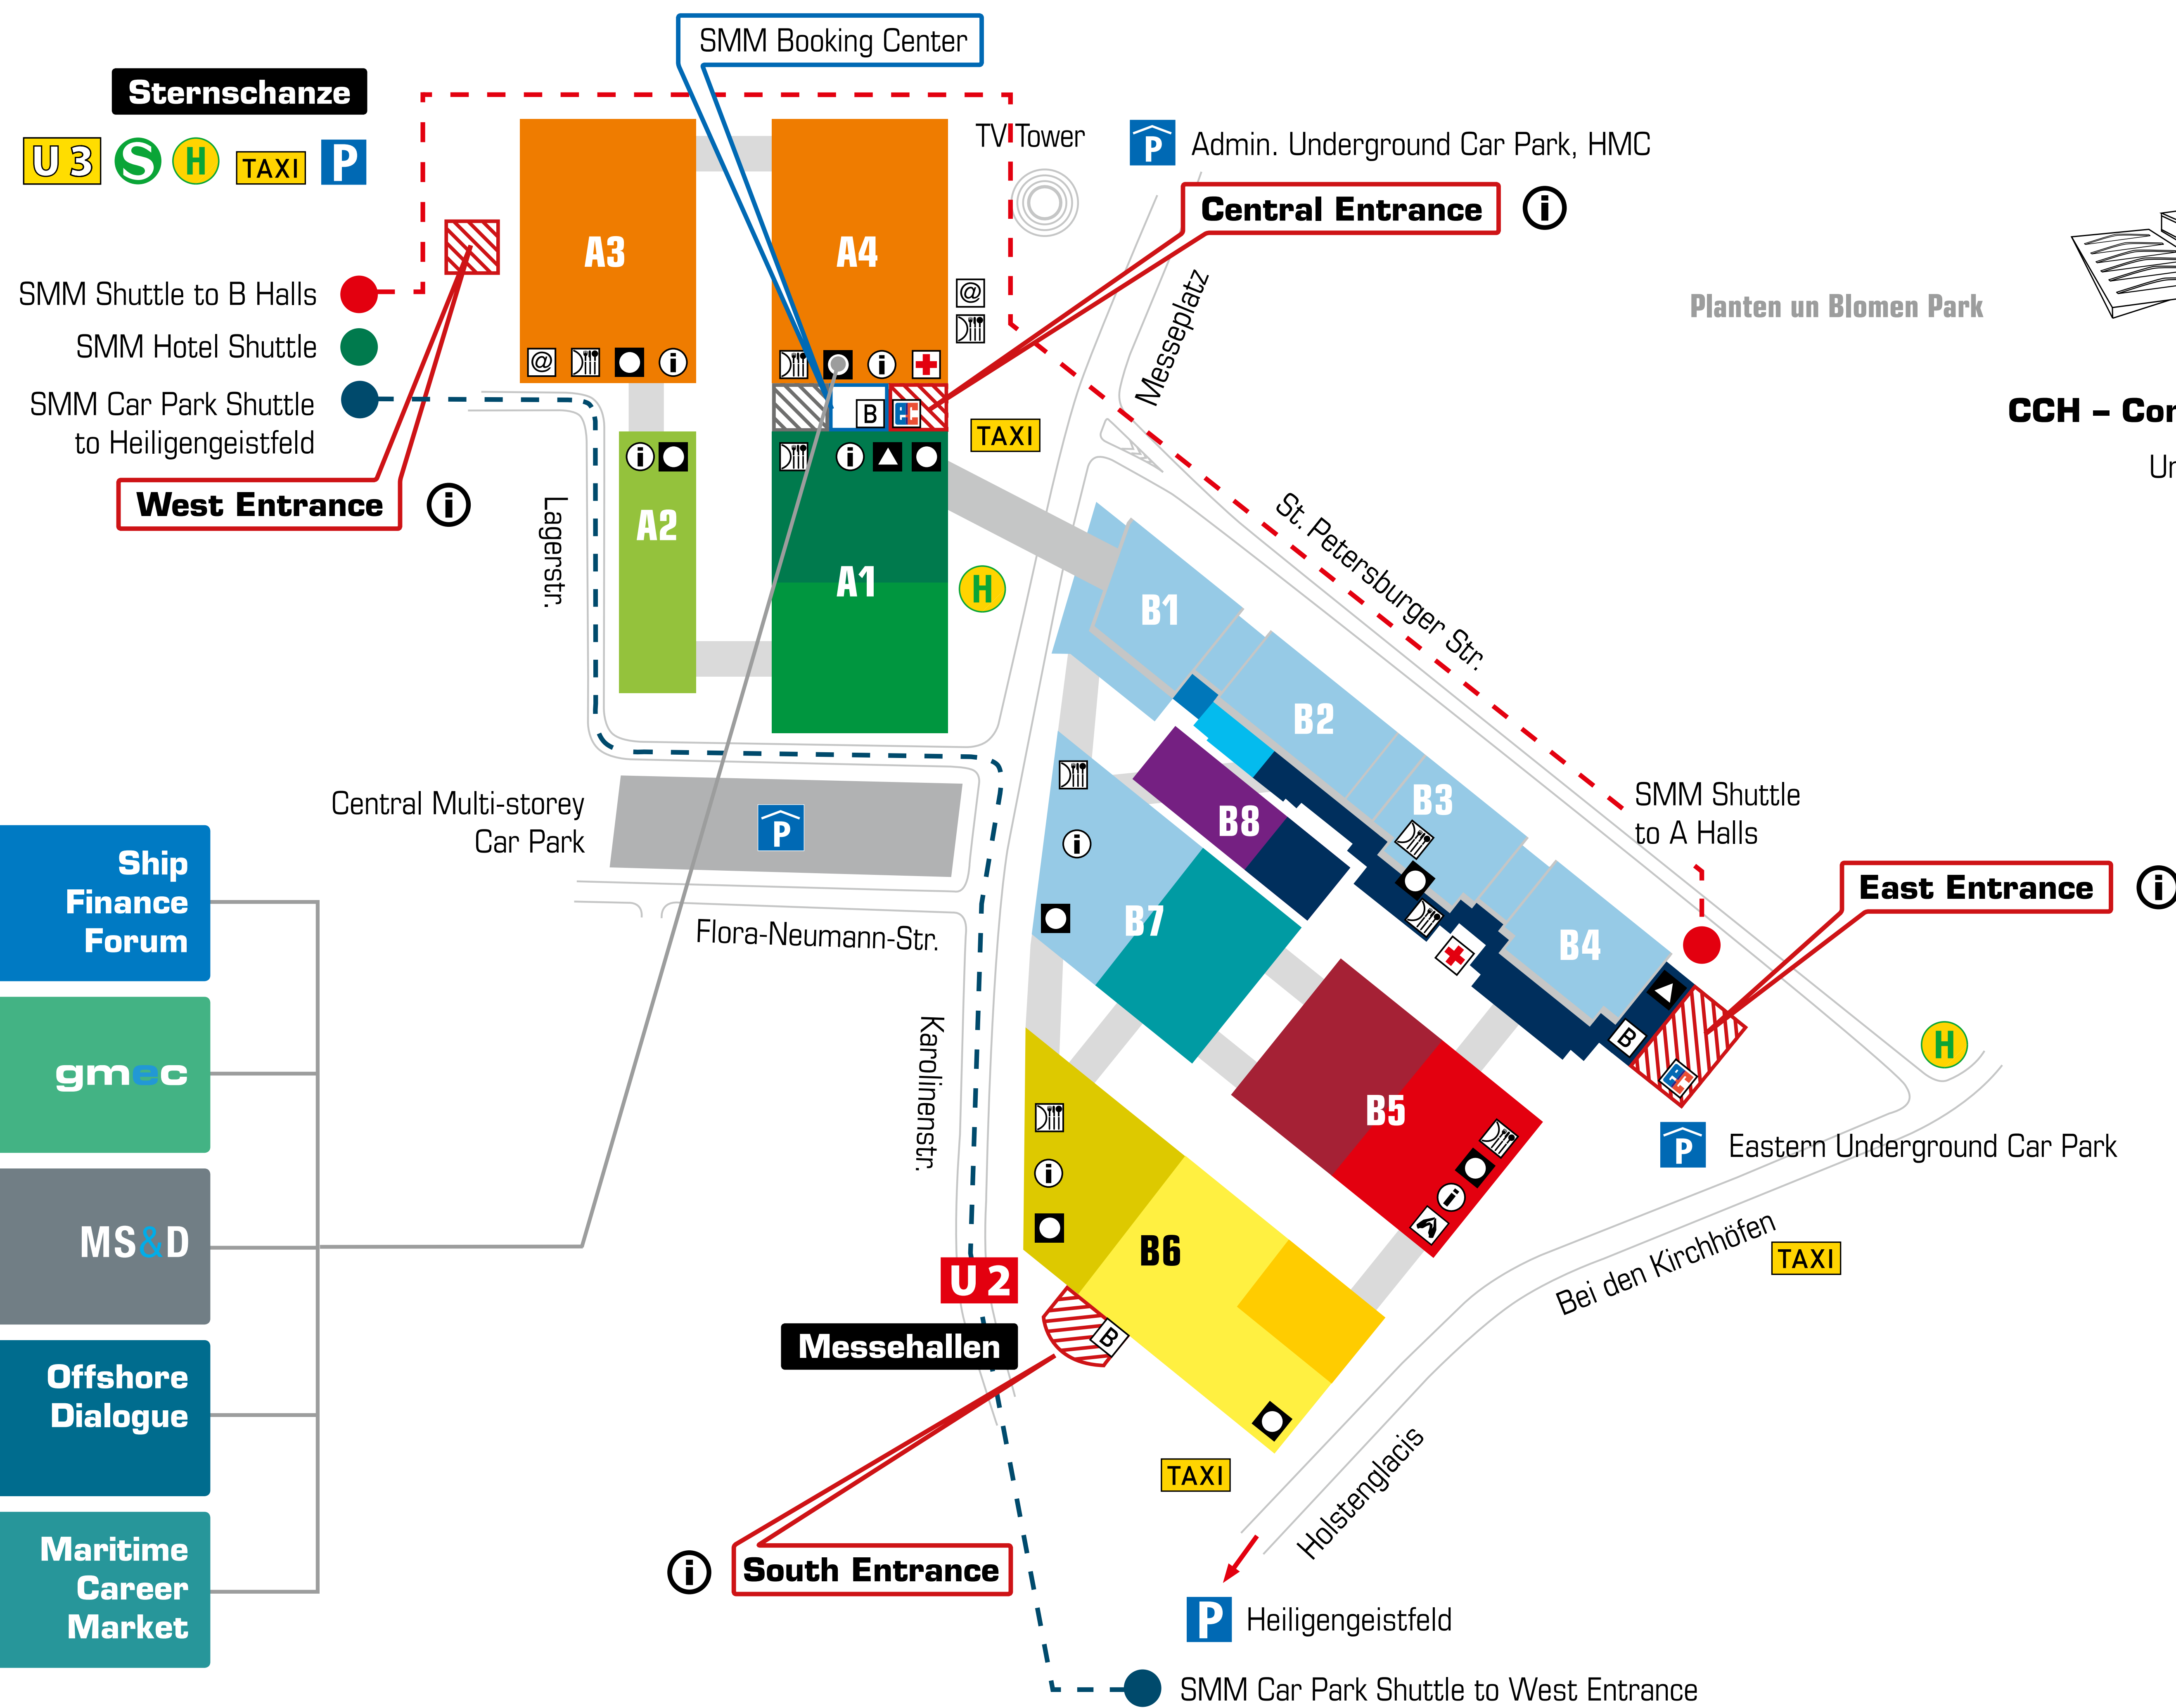 SMM Booking Center
Sternschanze
U 3
S
H
TAXI
P
TV Tower
P
Admin. Underground Car Park, HMC
Central Entrance
i
A3
A4
@
Messeplatz
Planten un Blomen Park
SMM Shuttle to B Halls
SMM Hotel Shuttle
SMM Car Park Shuttle
to Heiligengeistfeld
@
i
i
B
ec
TAXI
CCH – Cor
Ur
West Entrance
i
i
i
A2
A1
H
Lagerstr.
St. Petersburger Str.
B1
B2
B3
B4
B8
B7
i
Central Multi-storey
Car Park
P
SMM Shuttle
to A Halls
East Entrance
i
Ship
Finance
Forum
Flora-Neumann-Str.
gmec
Karolinenstr.
B
ec
H
P
Eastern Underground Car Park
B5
i
i
B6
MS&D
Bei den Kirchhöfen
TAXI
U 2
Messehallen
B
Offshore
Dialogue
TAXI
Holstenglacis
Maritime
Career
Market
i
South Entrance
P
Heiligengeistfeld
SMM Car Park Shuttle to West Entrance